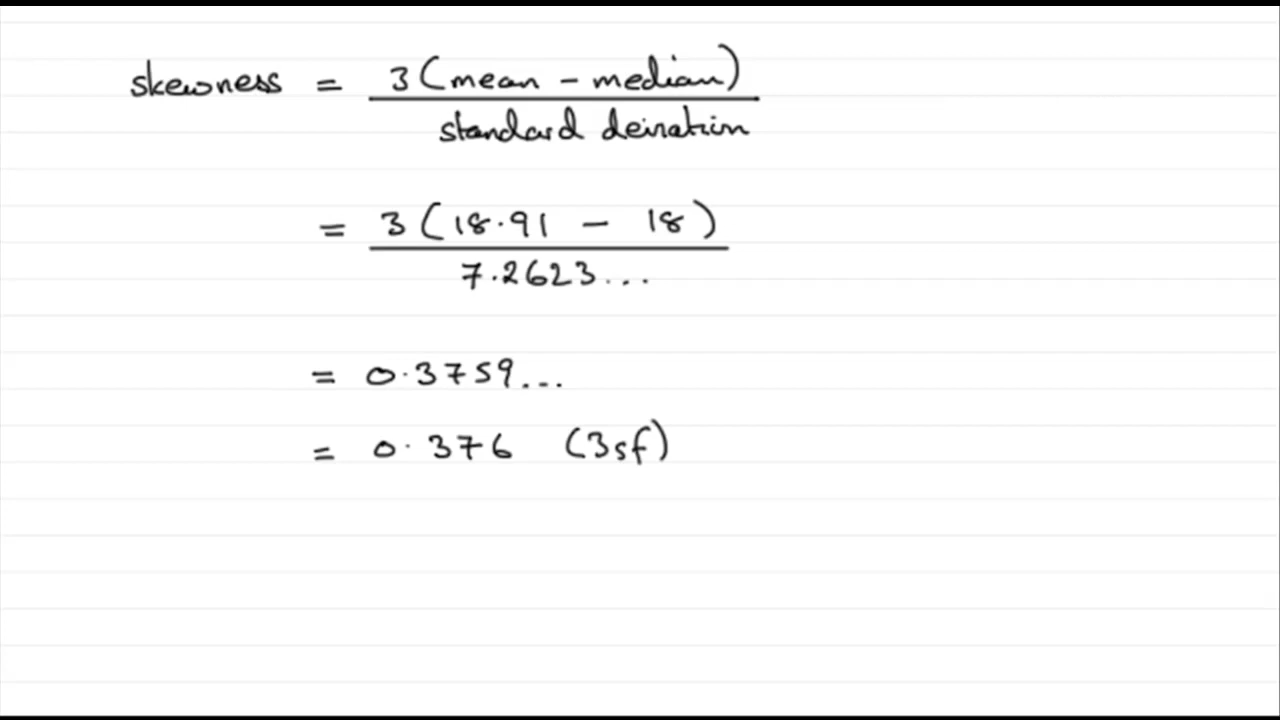 skewness = 3(mean - median)
standard deviation
= 3(18.91 - 18)
7.2623...
= 0.3759...
= 0.376 (3sf)